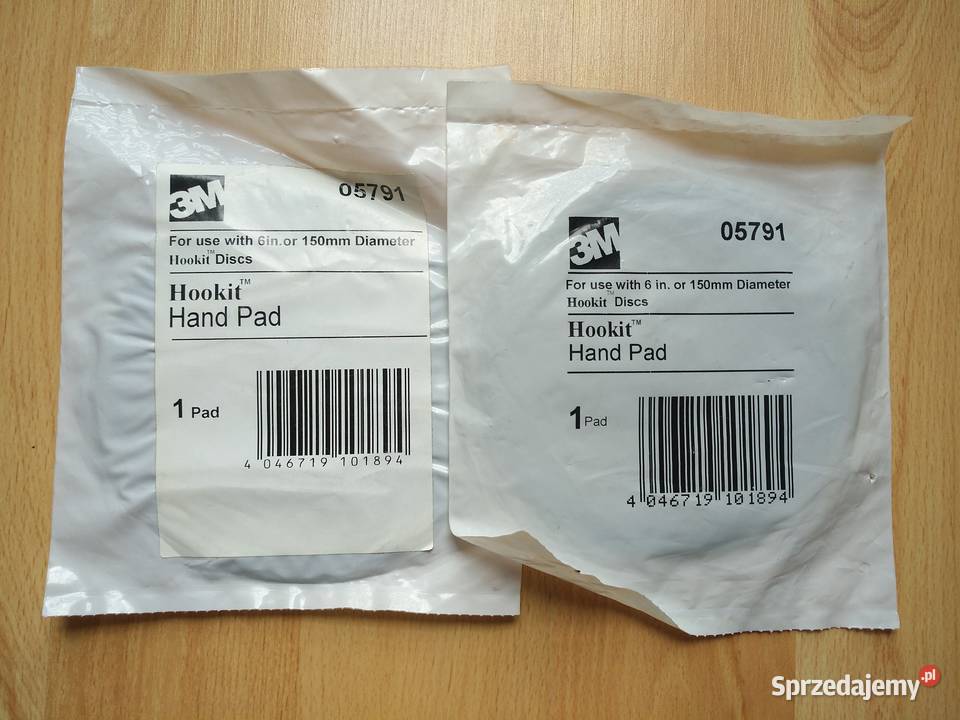 3M
05791
For use with 6in.or 150mm Diameter
Hookit™ Discs
Hookit™
Hand Pad
1 Pad
4 046719 101894
3M
05791
For use with 6 in. or 150mm Diameter
Hookit™ Discs
Hookit™
Hand Pad
1 Pad
4 046719 101894
Sprzedajemy.pl